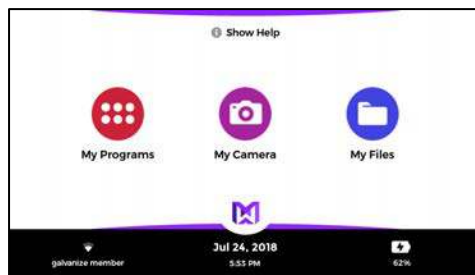 Show Help
My Programs My Camera My Files
Jul 24, 2018
galvanize member 5:53 PM 62%